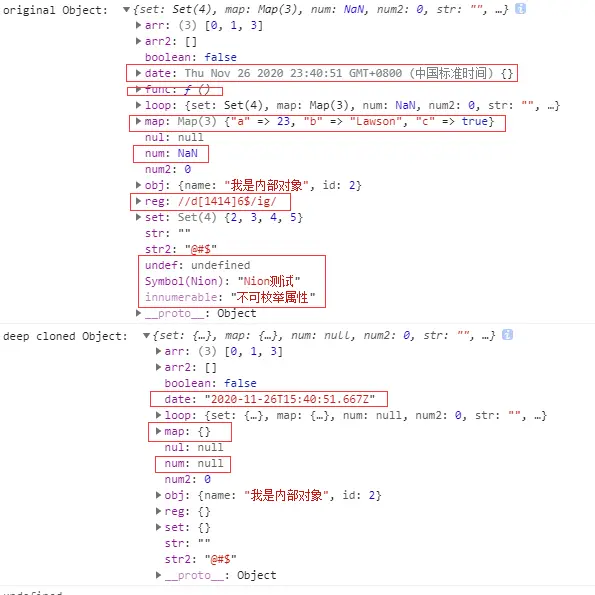 original Object: ▼{set: Set(4), map: Map(3), num: NaN, num2: 0, str: "", …} i
▶arr: (3) [0, 1, 3]
▶arr2: []
boolean: false
▶date: Thu Nov 26 2020 23:40:51 GMT+0800 (中国标准时间) {}
▶func: ƒ ()
▶loop: {set: Set(4), map: Map(3), num: NaN, num2: 0, str: "", …}
▶map: Map(3) {"a" => 23, "b" => "Lawson", "c" => true}
nul: null
num: NaN
num2: 0
▶obj: {name: "我是内部对象", id: 2}
▶reg: //d[1414]6$/ig/
▶set: Set(4) {2, 3, 4, 5}
str: ""
str2: "@#$"
undef: undefined
Symbol(Nion): "Nion测试"
innumerable: "不可枚举属性"
▶__proto__: Object
deep cloned Object: ▼{set: {…}, map: {…}, num: null, num2: 0, str: "", …} i
▶arr: (3) [0, 1, 3]
▶arr2: []
boolean: false
date: "2020-11-26T15:40:51.667Z"
▶loop: {set: {…}, map: {…}, num: null, num2: 0, str: "", …}
▶map: {}
nul: null
num: null
num2: 0
▶obj: {name: "我是内部对象", id: 2}
▶reg: {}
▶set: {}
str: ""
str2: "@#$"
▶__proto__: Object
undefined